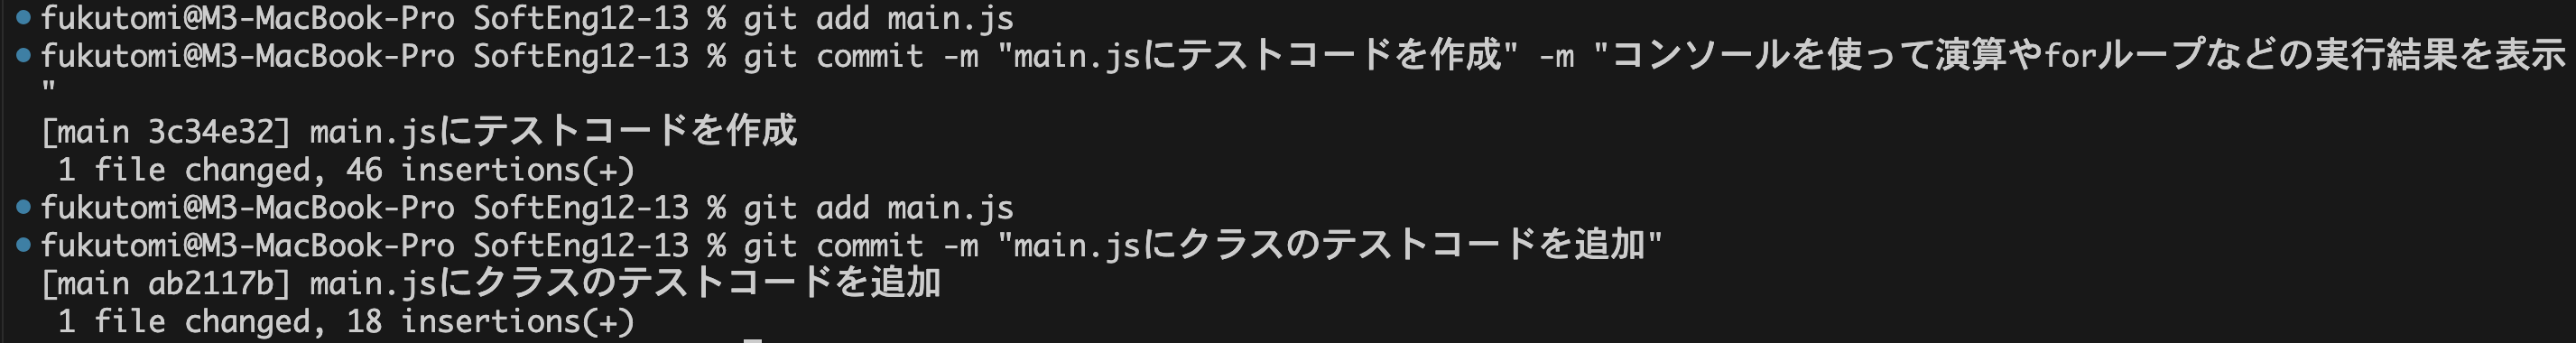 fukutomi@M3-MacBook-Pro SoftEng12-13 % git add main.js
fukutomi@M3-MacBook-Pro SoftEng12-13 % git commit -m "main.jsにテストコードを作成" -m "コンソールを使って演算やforループなどの実行結果を表示
"
[main 3c34e32] main.jsにテストコードを作成
 1 file changed, 46 insertions(+)
fukutomi@M3-MacBook-Pro SoftEng12-13 % git add main.js
fukutomi@M3-MacBook-Pro SoftEng12-13 % git commit -m "main.jsにクラスのテストコードを追加"
[main ab2117b] main.jsにクラスのテストコードを追加
 1 file changed, 18 insertions(+)